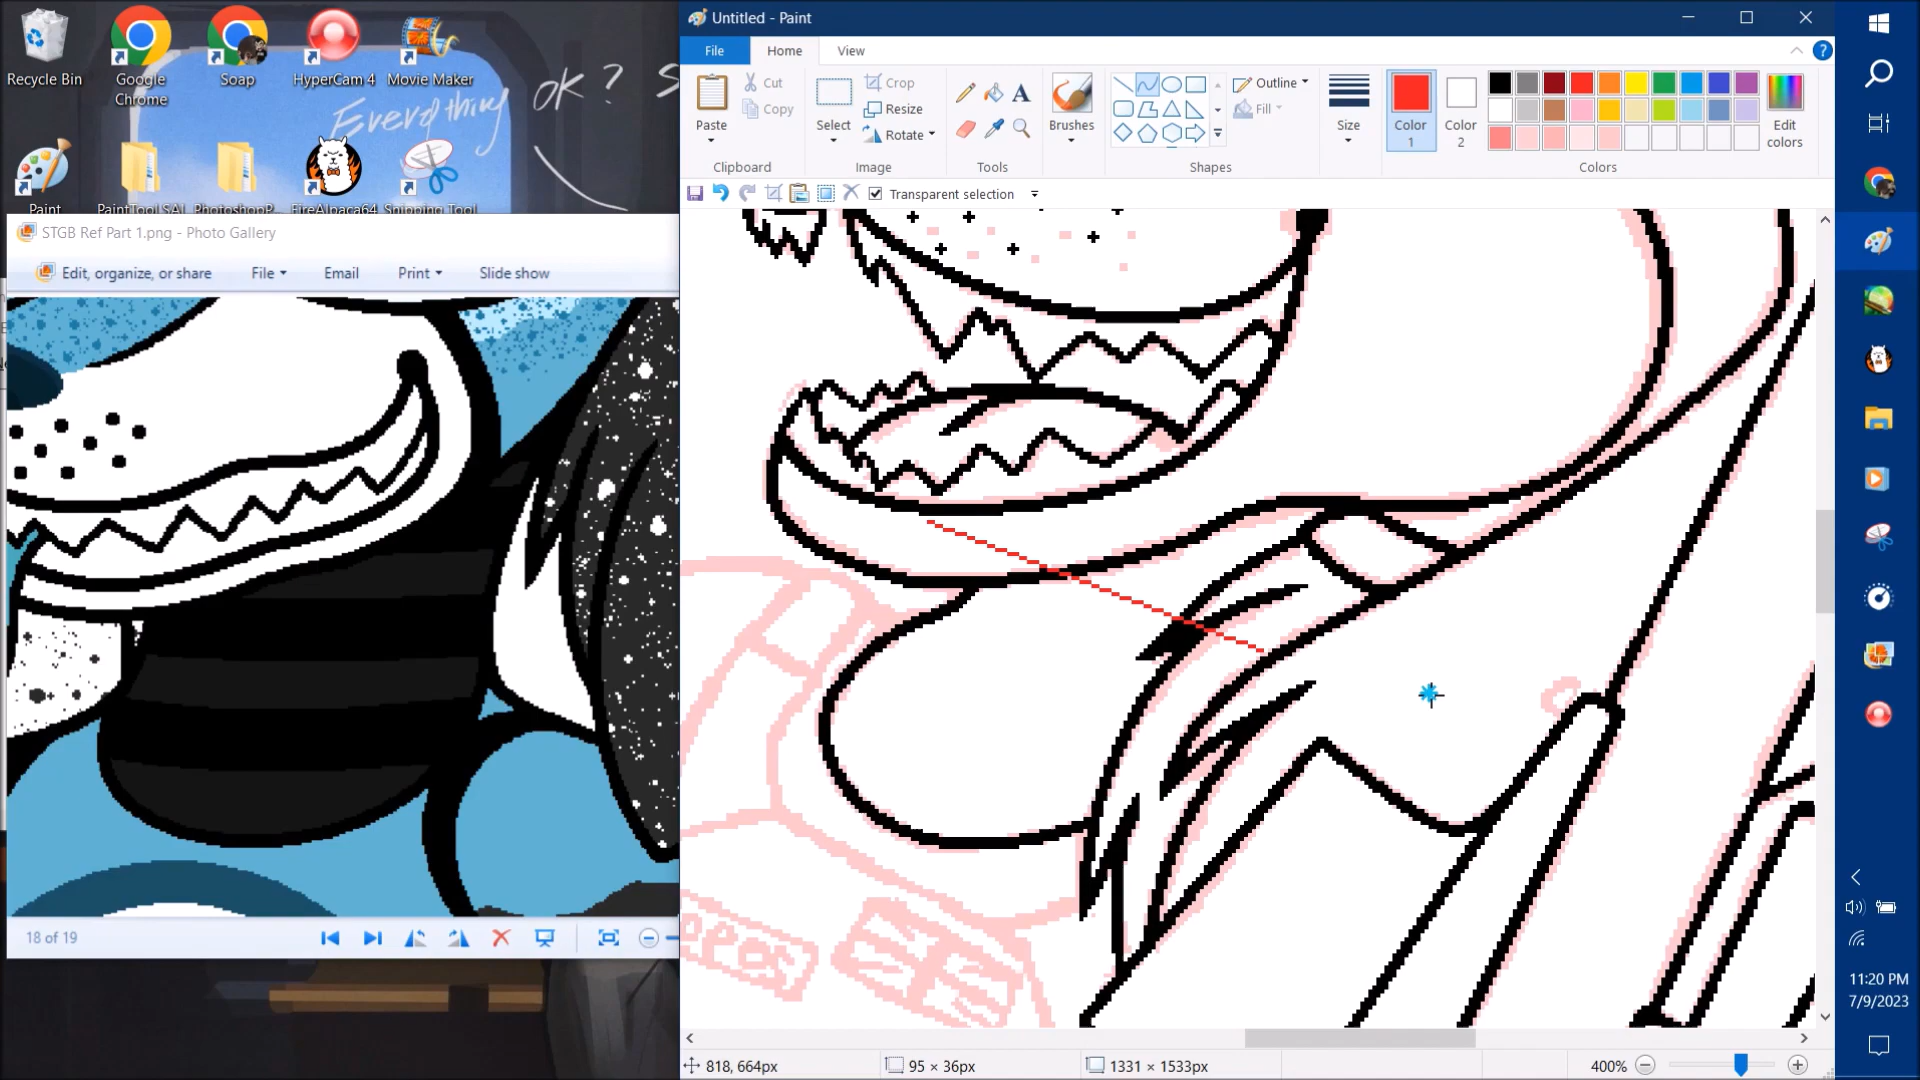 Recycle Bin
Google
Chrome
Soap
HyperCam 4
Movie Maker
Everything ok? S
Paint
PaintTool SAI
PhotoshopP...
FireAlpaca64
Snipping Tool
STGB Ref Part 1.png - Photo Gallery
Edit, organize, or share
File
Email
Print
Slide show
18 of 19
Untitled - Paint
File
Home
View
Paste
Cut
Copy
Clipboard
Select
Crop
Resize
Rotate
Image
A
Tools
Brushes
Shapes
Outline
Fill
Size
Color
1
Color
2
Edit
colors
Colors
Transparent selection
818, 664px
95 × 36px
1331 × 1533px
400%
11:20 PM
7/9/2023